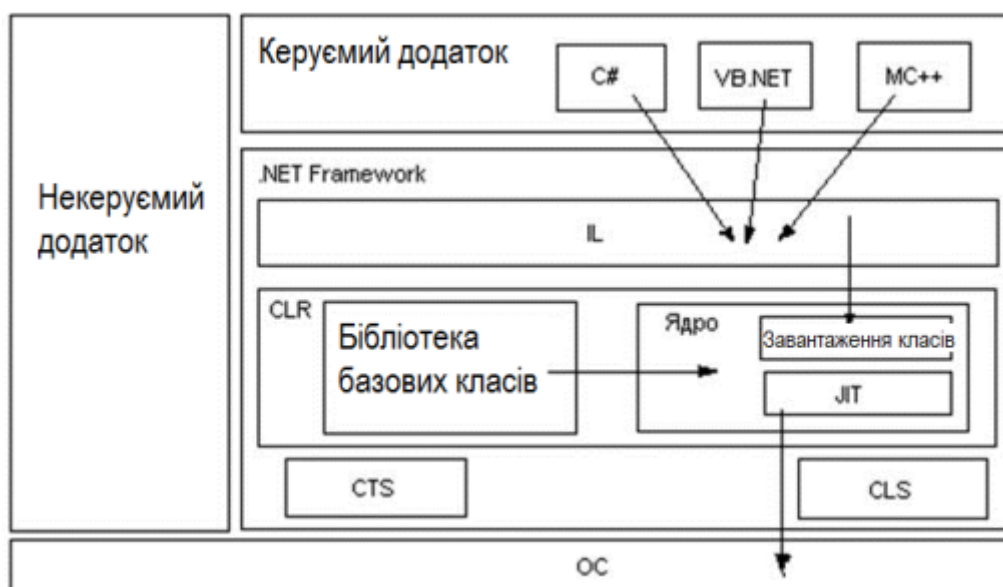 Керуємий додаток
C#
VB.NET
MC++
Некеруємий
додаток
.NET Framework
IL
CLR
Бібліотека
базових класів
Ядро
Завантаження класів
JIT
CTS
CLS
ОС